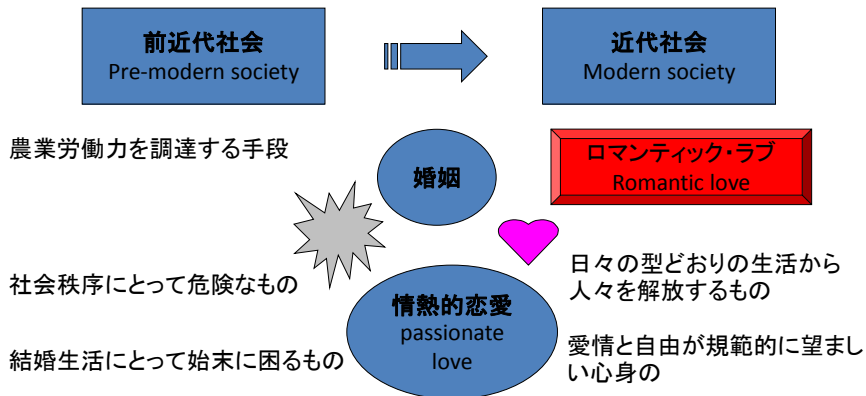 前近代社会
Pre-modern society
近代社会
Modern society
農業労働力を調達する手段
婚姻
ロマンティック・ラブ
Romantic love
社会秩序にとって危険なもの
日々の型どおりの生活から
人々を解放するもの
情熱的恋愛
passionate
love
結婚生活にとって始末に困るもの
愛情と自由が規範的に望まし
い心身の